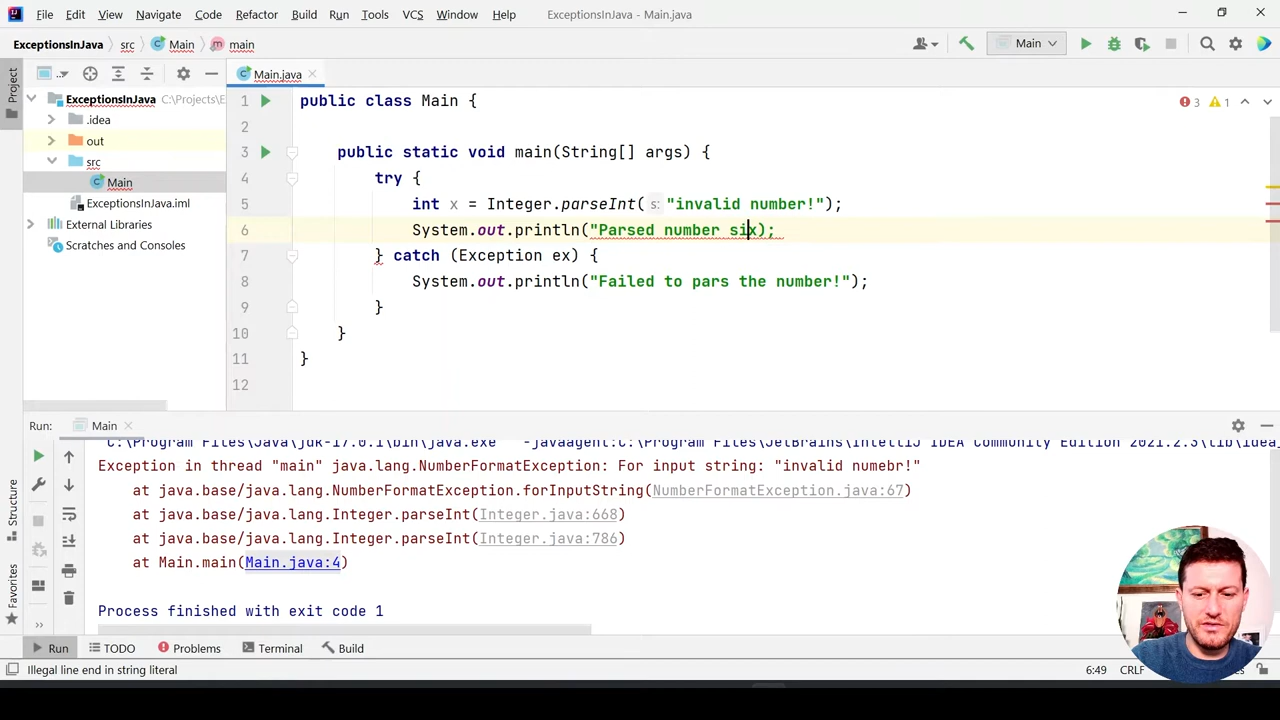 File Edit View Navigate Code Refactor Build Run Tools VCS Window Help ExceptionsInJava - Main.java
ExceptionsInJava src Main main Main
Project
Main.java
ExceptionsInJava C:\Projects\E
.idea
out
src
Main
ExceptionsInJava.iml
External Libraries
Scratches and Consoles
3 1
1 public class Main {
2
3 public static void main(String[] args) {
4 try {
5 int x = Integer.parseInt( s: "invalid number!");
6 System.out.println("Parsed number six);
7 } catch (Exception ex) {
8 System.out.println("Failed to pars the number!");
9 }
10 }
11 }
12
Run: Main
C:\Program Files\Java\jdk-17.0.1\bin\java.exe" "-javaagent:C:\Program Files\JetBrains\IntelliJ IDEA Community Edition 2021.2.3\lib\idea
Exception in thread "main" java.lang.NumberFormatException: For input string: "invalid numebr!"
at java.base/java.lang.NumberFormatException.forInputString(NumberFormatException.java:67)
at java.base/java.lang.Integer.parseInt(Integer.java:668)
at java.base/java.lang.Integer.parseInt(Integer.java:786)
at Main.main(Main.java:4)
Process finished with exit code 1
Structure
Favorites
Run TODO Problems Terminal Build
Illegal line end in string literal 6:49 CRLF